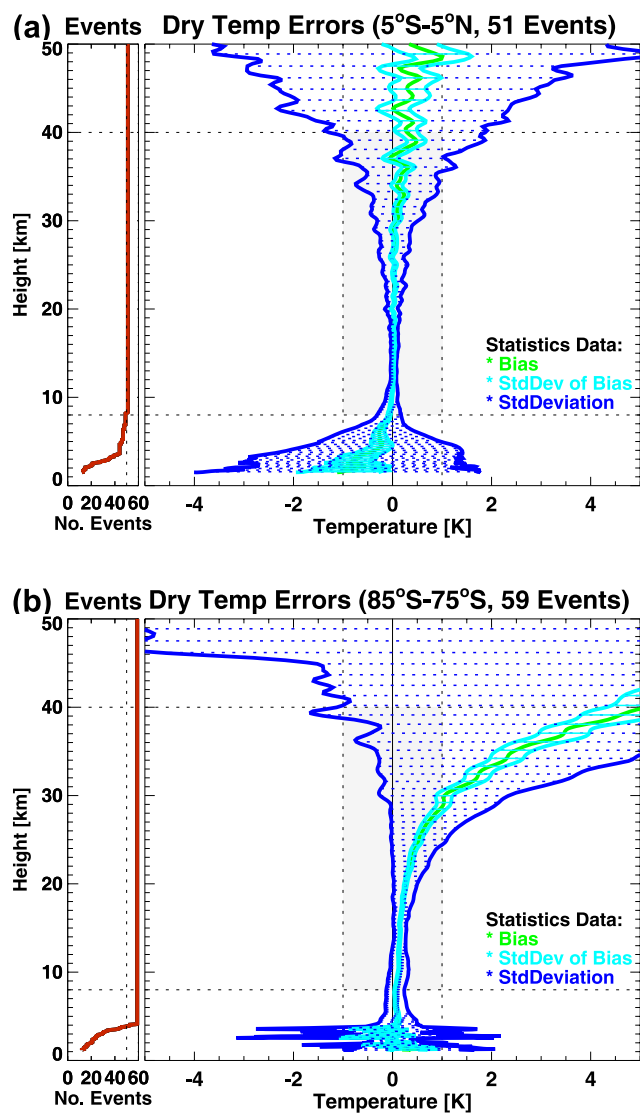 (a) Events Dry Temp Errors (5°S-5°N, 51 Events)
50
40
30
20
10
0
Height [km]
Statistics Data:
* Bias
* StdDev of Bias
* StdDeviation
0 20 40 60 -4 -2 0 2 4
No. Events Temperature [K]
(b) Events Dry Temp Errors (85°S-75°S, 59 Events)
50
40
30
20
10
0
Height [km]
Statistics Data:
* Bias
* StdDev of Bias
* StdDeviation
0 20 40 60 -4 -2 0 2 4
No. Events Temperature [K]